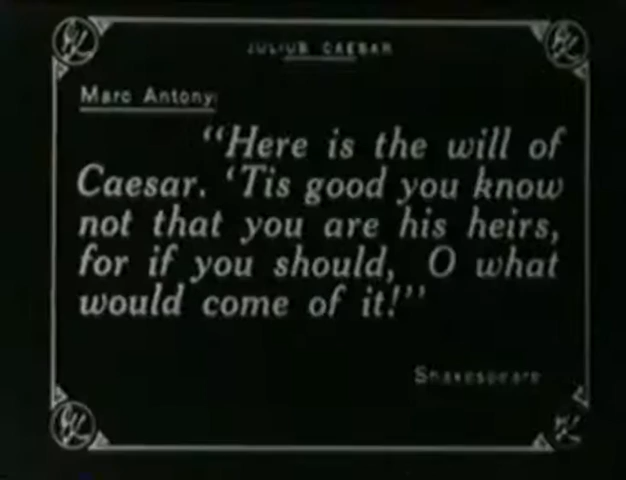 JULIUS CAESAR
Marc Antony:
"Here is the will of
Caesar. 'Tis good you know
not that you are his heirs,
for if you should, O what
would come of it!"
Shakespeare